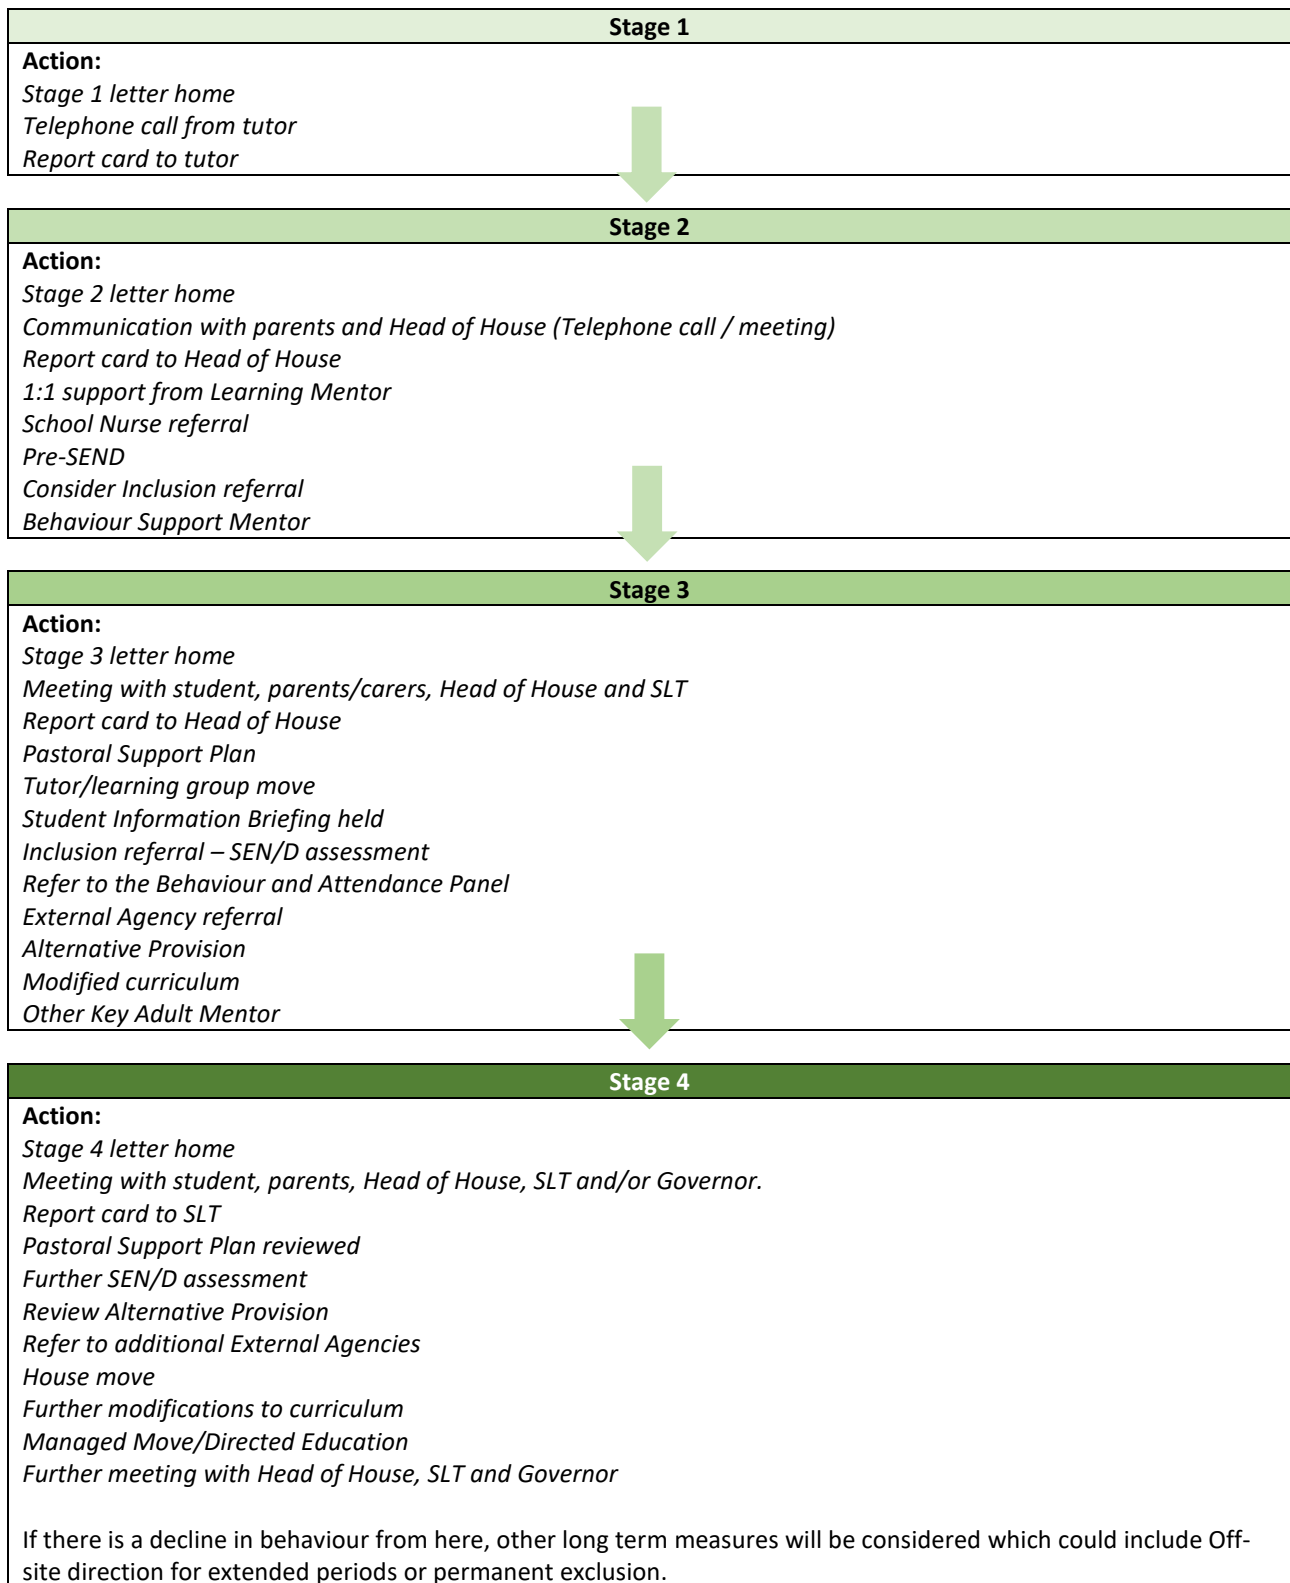 Stage 1
Action:
Stage 1 letter home
Telephone call from tutor
Report card to tutor
Stage 2
Action:
Stage 2 letter home
Communication with parents and Head of House (Telephone call / meeting)
Report card to Head of House
1:1 support from Learning Mentor
School Nurse referral
Pre-SEND
Consider Inclusion referral
Behaviour Support Mentor
Stage 3
Action:
Stage 3 letter home
Meeting with student, parents/carers, Head of House and SLT
Report card to Head of House
Pastoral Support Plan
Tutor/learning group move
Student Information Briefing held
Inclusion referral – SEN/D assessment
Refer to the Behaviour and Attendance Panel
External Agency referral
Alternative Provision
Modified curriculum
Other Key Adult Mentor
Stage 4
Action:
Stage 4 letter home
Meeting with student, parents, Head of House, SLT and/or Governor.
Report card to SLT
Pastoral Support Plan reviewed
Further SEN/D assessment
Review Alternative Provision
Refer to additional External Agencies
House move
Further modifications to curriculum
Managed Move/Directed Education
Further meeting with Head of House, SLT and Governor
If there is a decline in behaviour from here, other long term measures will be considered which could include Off-
site direction for extended periods or permanent exclusion.